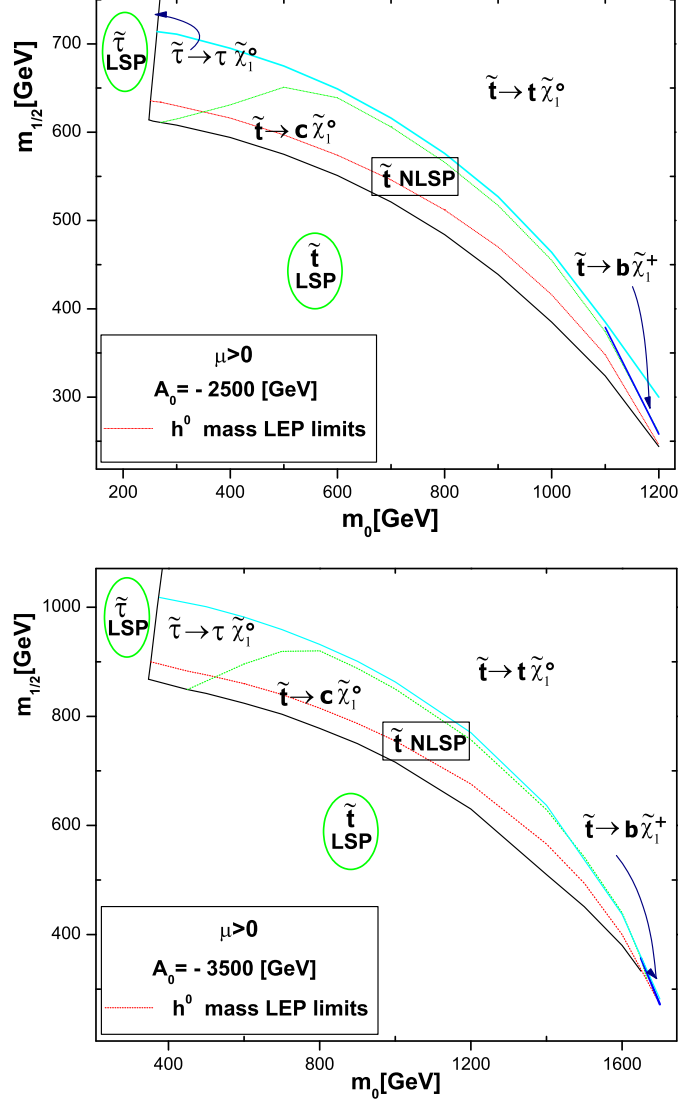 τ̃
LSP
τ̃→τ χ̃₁°
t̃→t χ̃₁°
t̃→c χ̃₁°
t̃ NLSP
t̃
LSP
t̃→b χ̃₁⁺
μ>0
A₀= - 2500 [GeV]
h⁰ mass LEP limits
700
600
500
400
300
m₁/₂[GeV]
200 400 600 800 1000 1200
m₀[GeV]
τ̃
LSP
τ̃→τ χ̃₁°
t̃→t χ̃₁°
t̃→c χ̃₁°
t̃ NLSP
t̃
LSP
t̃→b χ̃₁⁺
μ>0
A₀= - 3500 [GeV]
h⁰ mass LEP limits
1000
800
600
400
m₁/₂[GeV]
400 800 1200 1600
m₀[GeV]